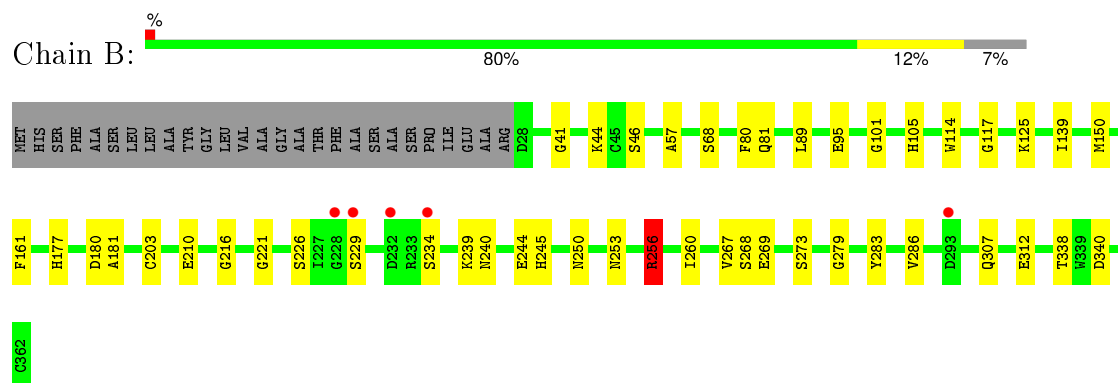 %
Chain B:
80% 12% 7%
MET HIS SER PHE PHE ALA SER LEU LEU ALA TYR GLY LEU VAL ALA GLY ALA THR PHE ALA SER ALA SER PRO ILE GLU ALA ARG D28 G41 K44 C45 S46 A57 S68 F80 Q81 L89 E95 G101 H105 W114 G117 K125 I139 M150
F161 H177 D180 A181 C203 E210 G216 G221 S226 I227 G228 S229 D232 R233 S234 K239 N240 E244 H245 N250 N253 R256 I260 V267 S268 E269 S273 G279 Y283 V286 D293 Q307 E312 T338 W339 D340
C362